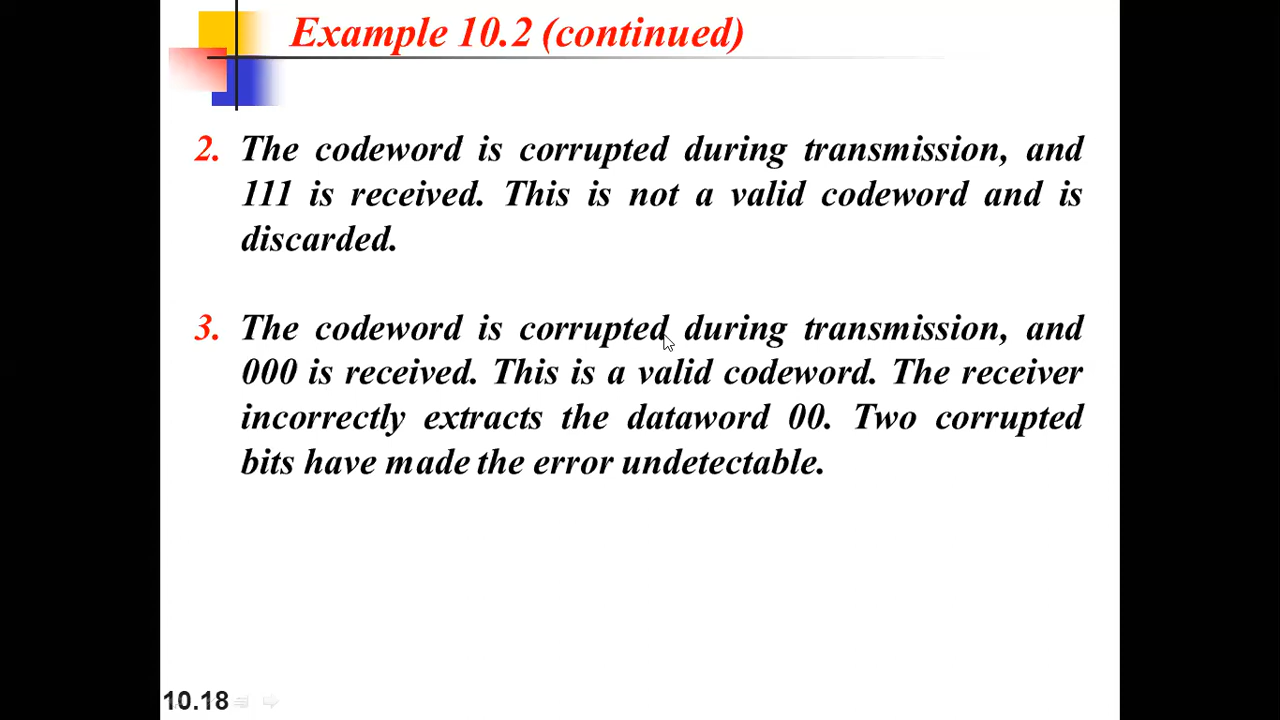 Example 10.2 (continued)
2. The codeword is corrupted during transmission, and
111 is received. This is not a valid codeword and is
discarded.
3. The codeword is corrupted during transmission, and
000 is received. This is a valid codeword. The receiver
incorrectly extracts the dataword 00. Two corrupted
bits have made the error undetectable.
10.18